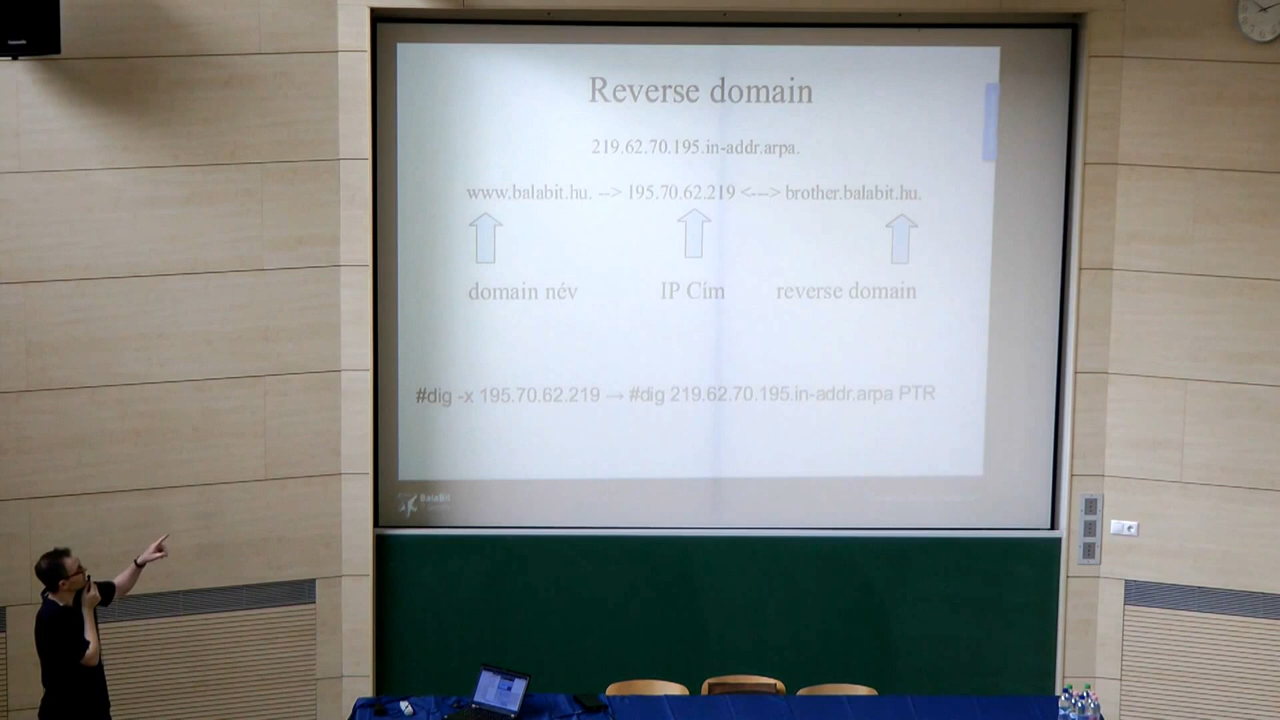 Reverse domain
219.62.70.195.in-addr.arpa.
www.balabit.hu. --> 195.70.62.219 <---> brother.balabit.hu.
domain név IP Cím reverse domain
#dig -x 195.70.62.219 → #dig 219.62.70.195.in-addr.arpa PTR
BalaBit